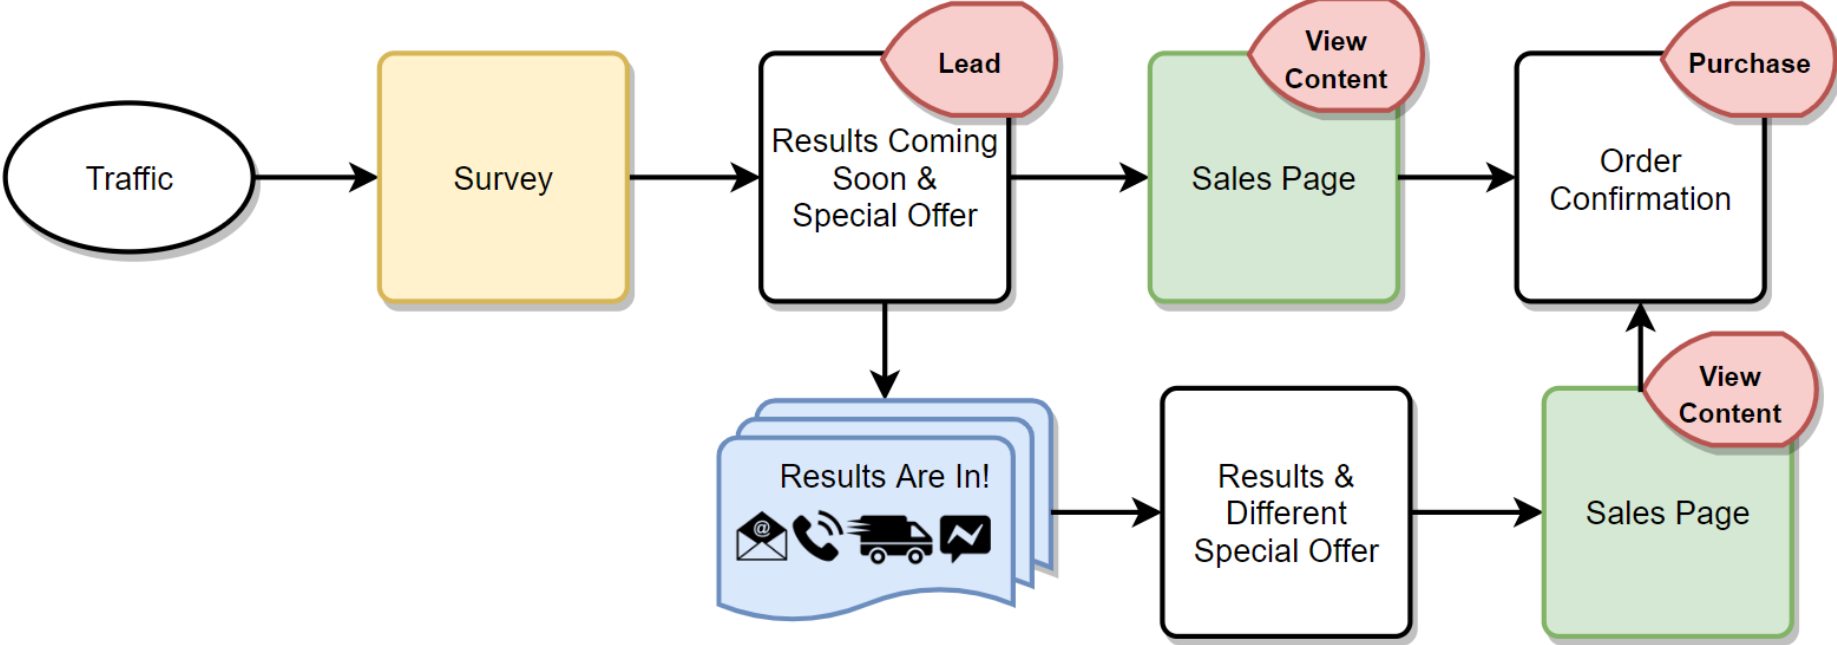 Traffic
Survey
Lead
Results Coming
Soon &
Special Offer
View
Content
Sales Page
Purchase
Order
Confirmation
Results Are In!
@
Results &
Different
Special Offer
View
Content
Sales Page